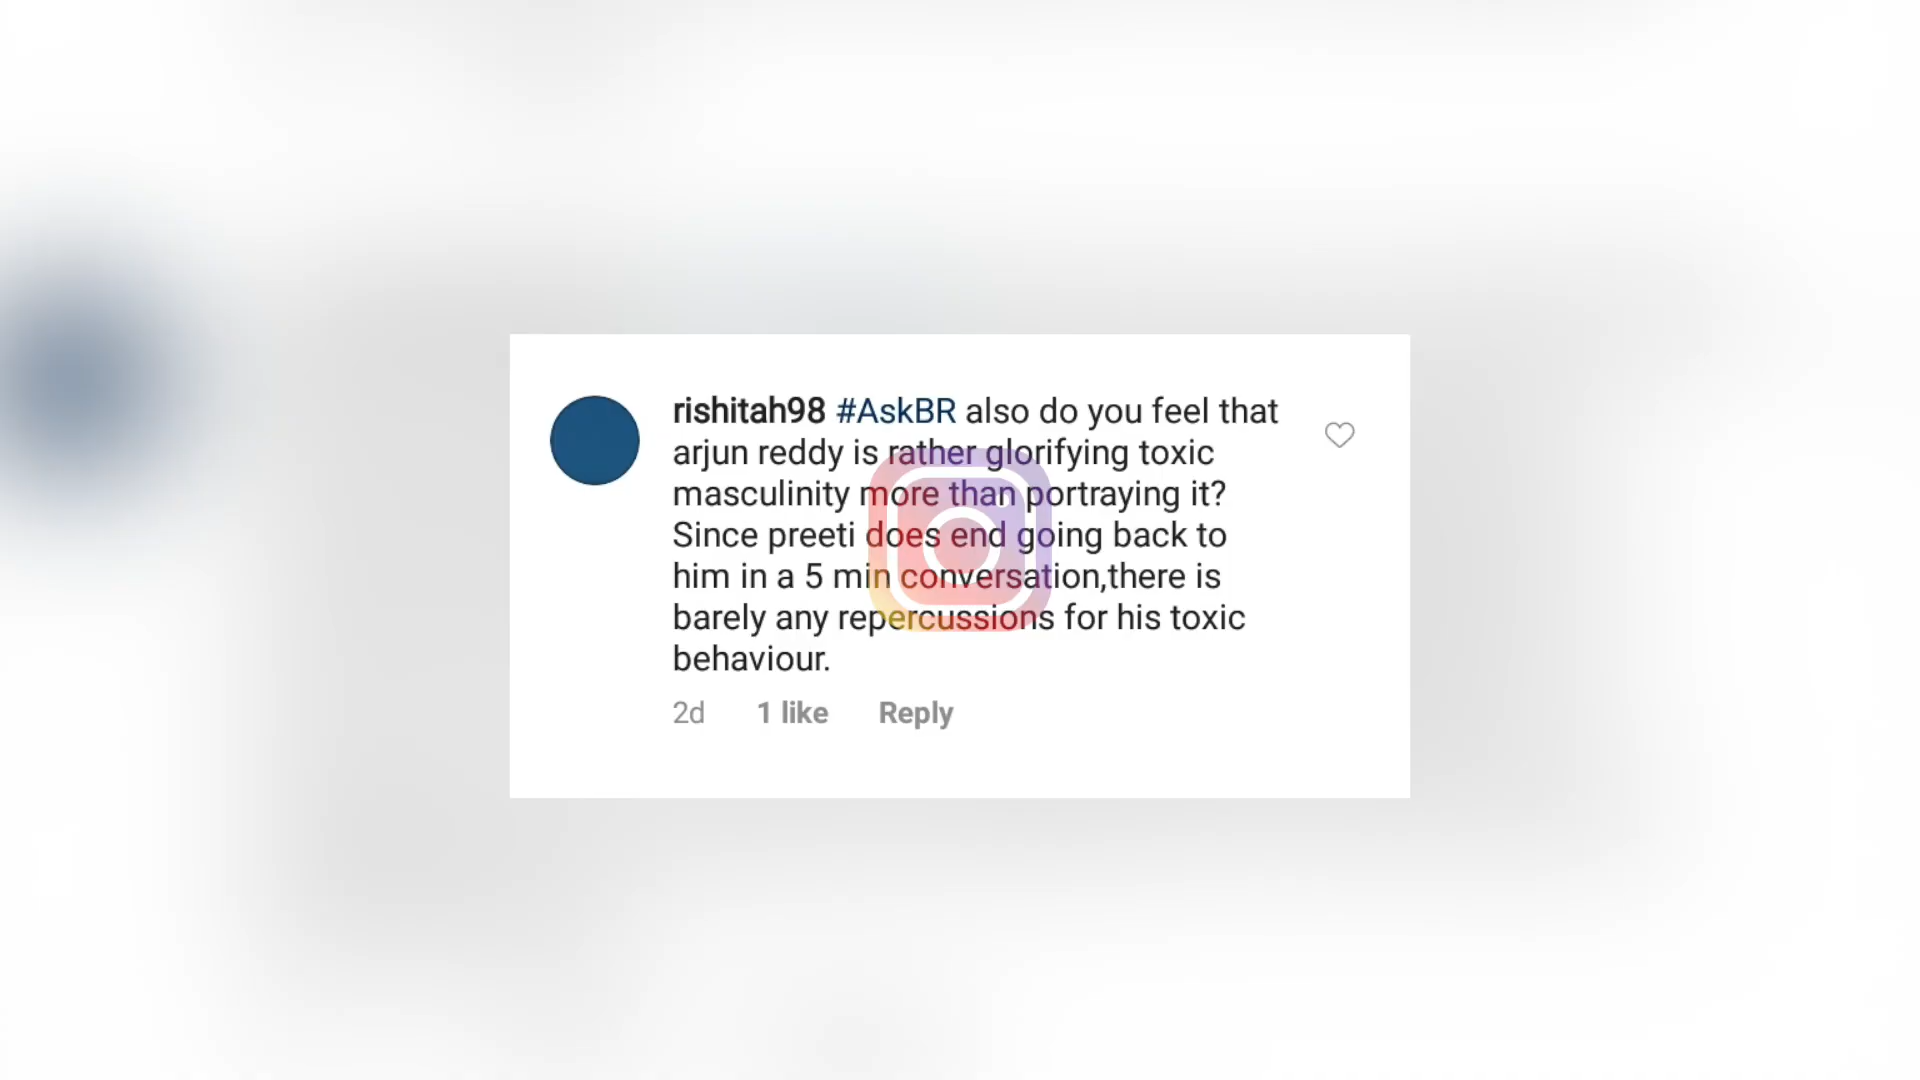 rishitah98 #AskBR also do you feel that
arjun reddy is rather glorifying toxic
masculinity more than portraying it?
Since preeti does end going back to
him in a 5 min conversation,there is
barely any repercussions for his toxic
behaviour.
2d 1 like Reply